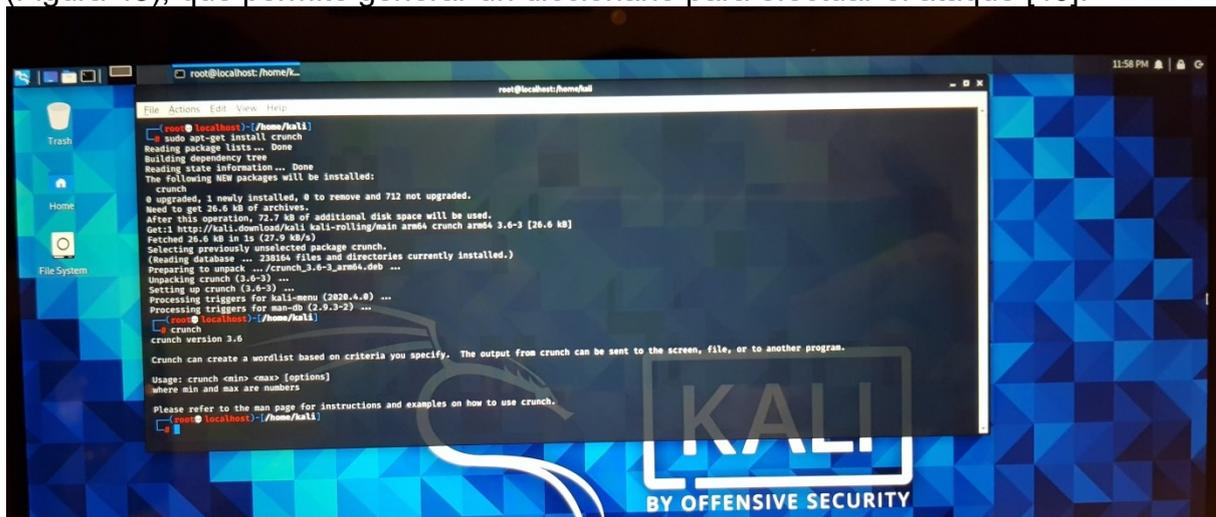 (Figura 43), que permite generar un diccionario para efectuar el ataque [43].
root@localhost: /home/k...
11:58 PM
root@localhost:/home/kali
File Actions Edit View Help
Trash
Home
File System
(root💀localhost)-[/home/kali]
# sudo apt-get install crunch
Reading package lists... Done
Building dependency tree
Reading state information... Done
The following NEW packages will be installed:
crunch
0 upgraded, 1 newly installed, 0 to remove and 712 not upgraded.
Need to get 26.6 kB of archives.
After this operation, 72.7 kB of additional disk space will be used.
Get:1 http://kali.download/kali kali-rolling/main arm64 crunch arm64 3.6-3 [26.6 kB]
Fetched 26.6 kB in 1s (27.9 kB/s)
Selecting previously unselected package crunch.
(Reading database ... 238164 files and directories currently installed.)
Preparing to unpack .../crunch_3.6-3_arm64.deb ...
Unpacking crunch (3.6-3) ...
Setting up crunch (3.6-3) ...
Processing triggers for kali-menu (2020.4.0) ...
Processing triggers for man-db (2.9.3-2) ...
(root💀localhost)-[/home/kali]
# crunch
crunch version 3.6
Crunch can create a wordlist based on criteria you specify. The output from crunch can be sent to the screen, file, or to another program.
Usage: crunch <min> <max> [options]
where min and max are numbers
Please refer to the man page for instructions and examples on how to use crunch.
(root💀localhost)-[/home/kali]
#
KALI
BY OFFENSIVE SECURITY